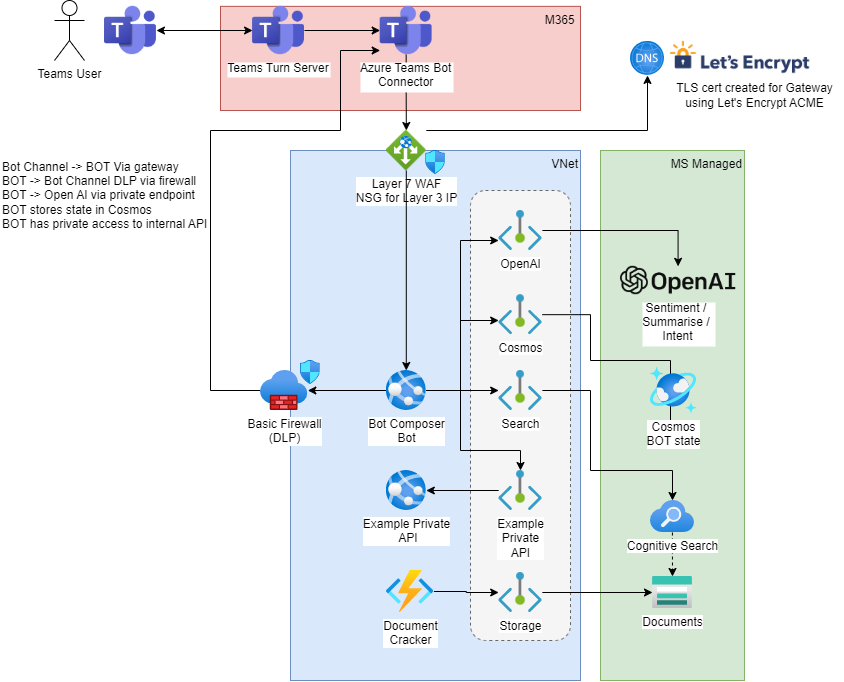 M365
T
T
T
Teams User
Teams Turn Server
Azure Teams Bot
Connector
DNS
Let's Encrypt
TLS cert created for Gateway
using Let's Encrypt ACME
Bot Channel -> BOT Via gateway
BOT -> Bot Channel DLP via firewall
BOT -> Open AI via private endpoint
BOT stores state in Cosmos
BOT has private access to internal API
VNet
MS Managed
Layer 7 WAF
NSG for Layer 3 IP
OpenAI
OpenAI
Sentiment /
Summarise /
Intent
Cosmos
Cosmos
BOT state
Basic Firewall
(DLP)
Bot Composer
Bot
Search
Example Private
API
Example
Private
API
Cognitive Search
Document
Cracker
Storage
Documents